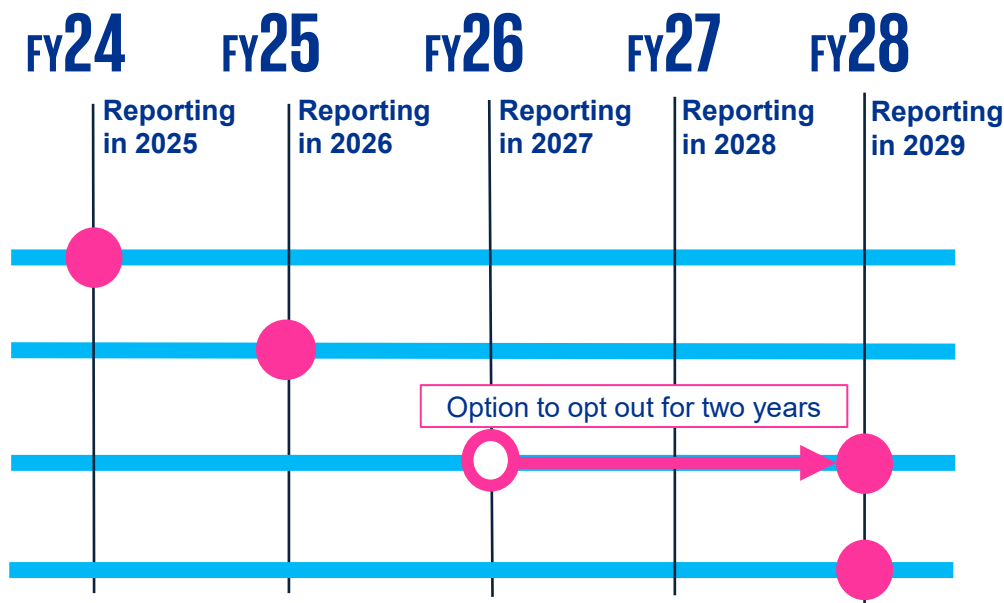 FY24
FY25
FY26
FY27
FY28
Reporting
in 2025
Reporting
in 2026
Reporting
in 2027
Reporting
in 2028
Reporting
in 2029
Option to opt out for two years